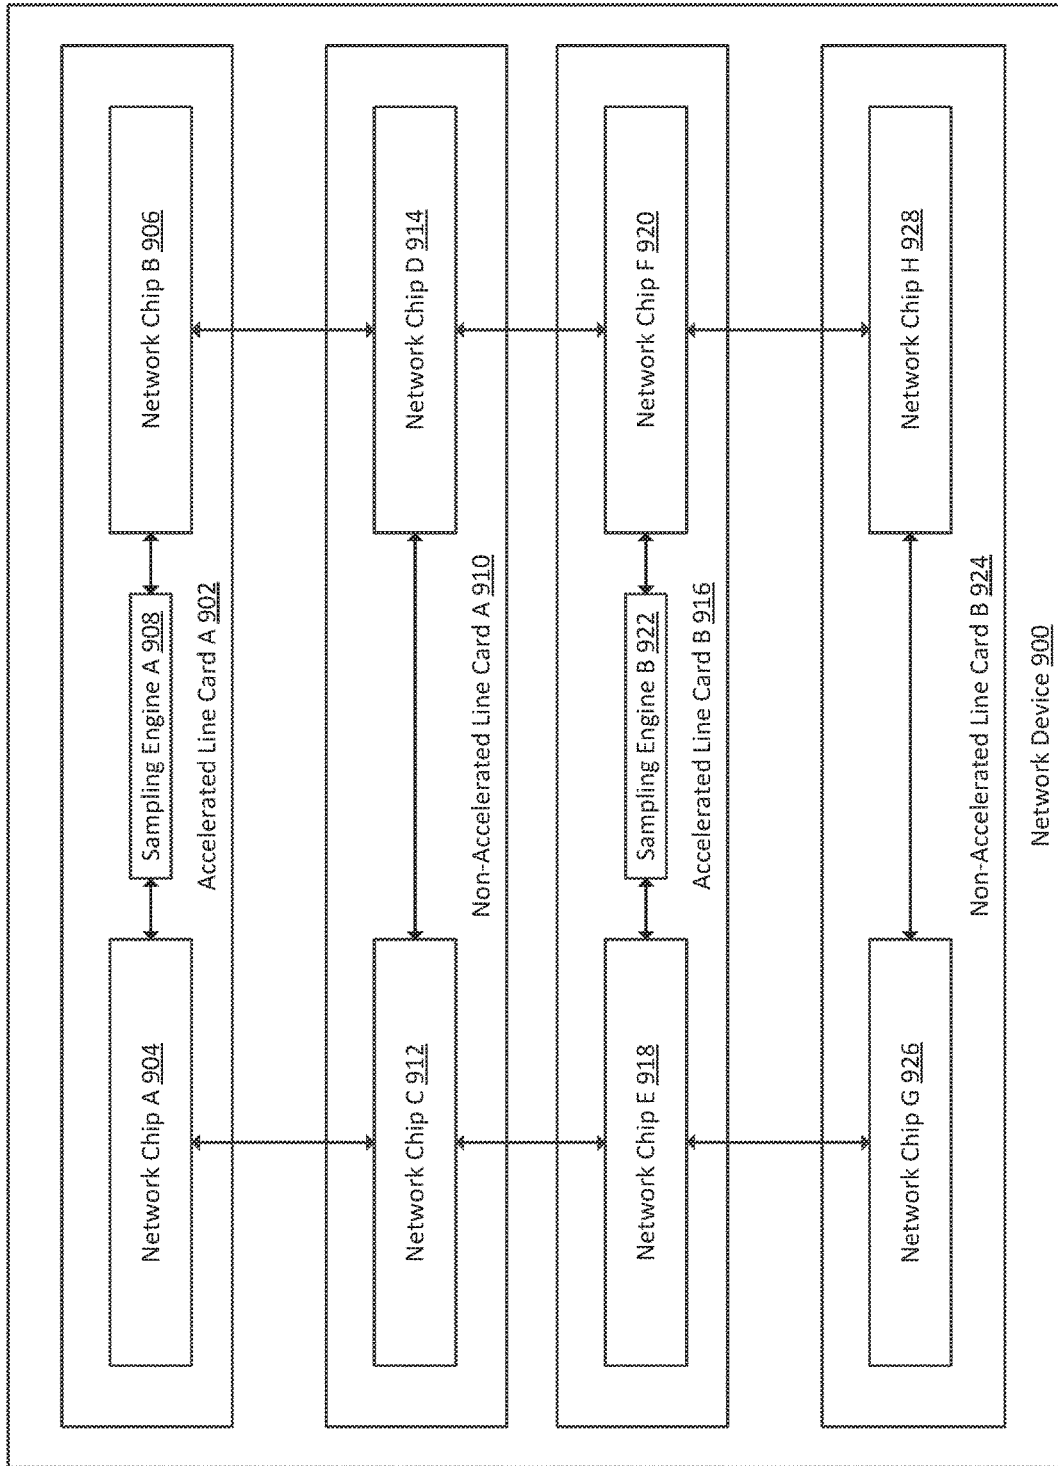 Network Chip A 904
Sampling Engine A 908
Network Chip B 906
Accelerated Line Card A 902
Network Chip C 912
Network Chip D 914
Non-Accelerated Line Card A 910
Network Chip E 918
Sampling Engine B 922
Network Chip F 920
Accelerated Line Card B 916
Network Chip G 926
Network Chip H 928
Non-Accelerated Line Card B 924
Network Device 900